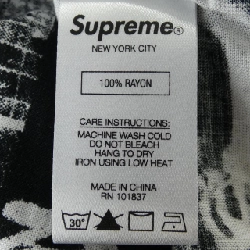 Supreme®
NEW YORK CITY
100% RAYON
CARE INSTRUCTIONS:
MACHINE WASH COLD
DO NOT BLEACH
HANG TO DRY
IRON USING LOW HEAT
MADE IN CHINA
RN 101837
30°